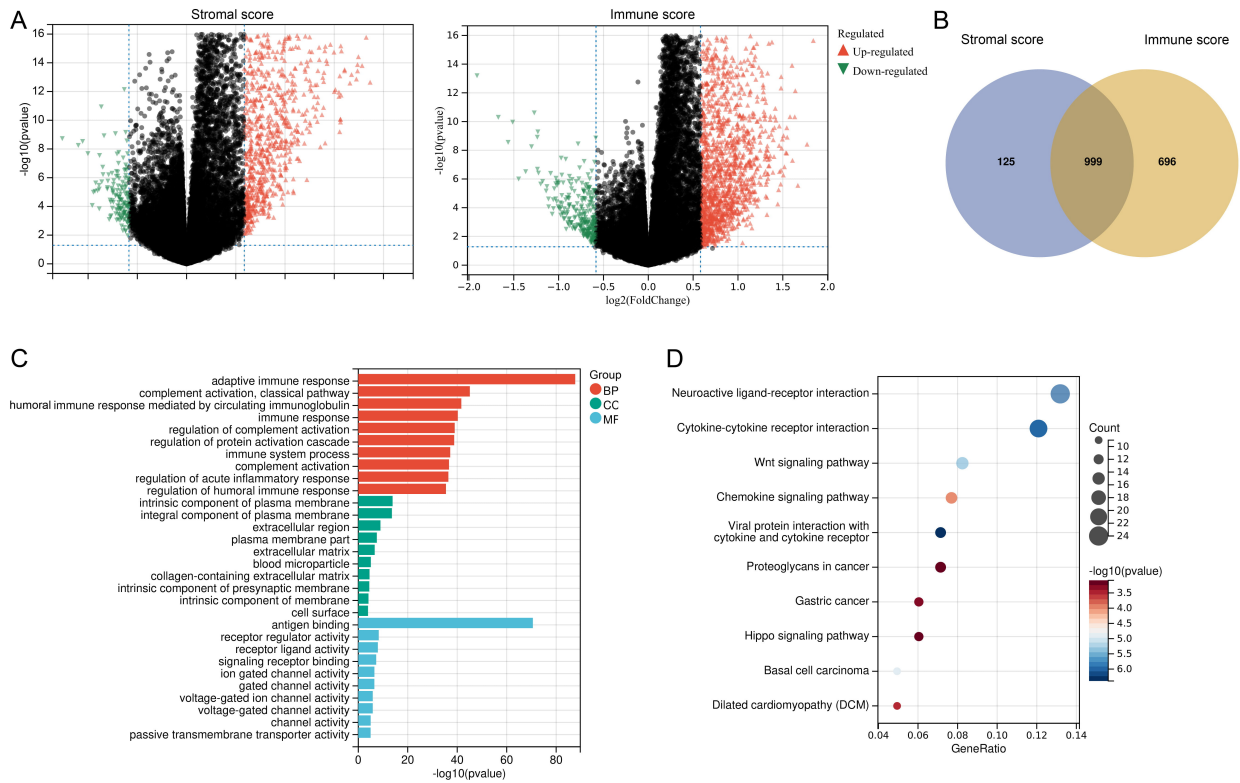 A
Stromal score
Immune score
16
14
12
10
8
6
4
2
0
-log10(pvalue)
16
14
12
10
8
6
4
2
0
-log10(pvalue)
−2.0 −1.5 −1.0 −0.5 0.0 0.5 1.0 1.5 2.0
log2(FoldChange)
Regulated
Up-regulated
Down-regulated
B
Stromal score
Immune score
125
999
696
C
adaptive immune response
complement activation, classical pathway
humoral immune response mediated by circulating immunoglobulin
immune response
regulation of complement activation
regulation of protein activation cascade
immune system process
complement activation
regulation of acute inflammatory response
regulation of humoral immune response
intrinsic component of plasma membrane
integral component of plasma membrane
extracellular region
plasma membrane part
extracellular matrix
blood microparticle
collagen-containing extracellular matrix
intrinsic component of presynaptic membrane
intrinsic component of membrane
cell surface
antigen binding
receptor regulator activity
receptor ligand activity
signaling receptor binding
ion gated channel activity
gated channel activity
voltage-gated ion channel activity
voltage-gated channel activity
channel activity
passive transmembrane transporter activity
0 20 40 60 80
-log10(pvalue)
Group
BP
CC
MF
D
Neuroactive ligand-receptor interaction
Cytokine-cytokine receptor interaction
Wnt signaling pathway
Chemokine signaling pathway
Viral protein interaction with
cytokine and cytokine receptor
Proteoglycans in cancer
Gastric cancer
Hippo signaling pathway
Basal cell carcinoma
Dilated cardiomyopathy (DCM)
0.04 0.06 0.08 0.10 0.12 0.14
GeneRatio
Count
10
12
14
16
18
20
22
24
-log10(pvalue)
3.5
4.0
4.5
5.0
5.5
6.0